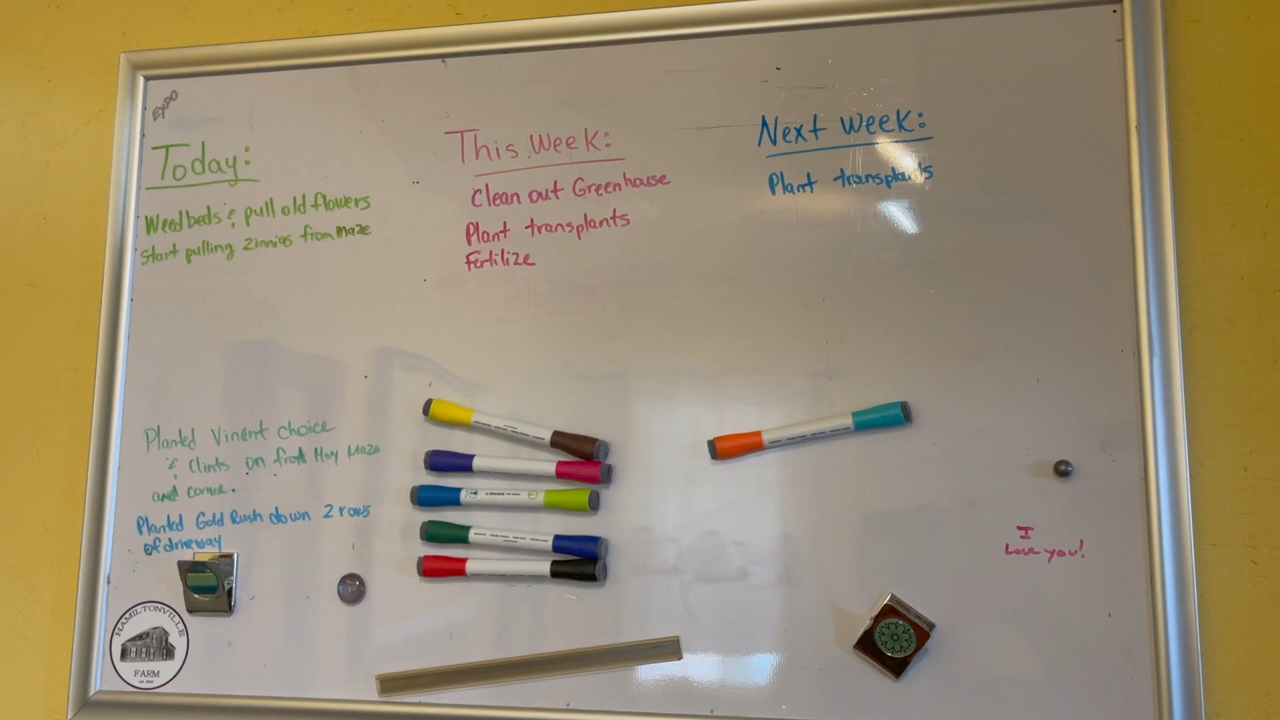 EXPO
Today:
Weed beds & pull old flowers
Start pulling Zinnias from Maze
This Week:
Clean out Greenhouse
Plant transplants
Fertilize
Next week:
Plant transplants
Planted Vincent choice
& Clints on front Hwy Maze
and corner.
Planted Gold Rush down 2 rows
of driveway
I
Love you!
HAMILTONVILLE
FARM